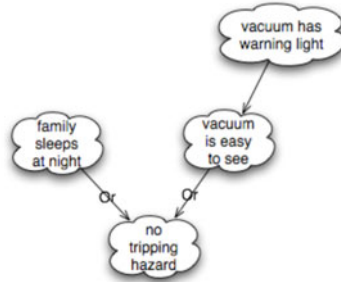 vacuum has
warning light
family
sleeps
at night
vacuum
is easy
to see
Or
Or
no
tripping
hazard